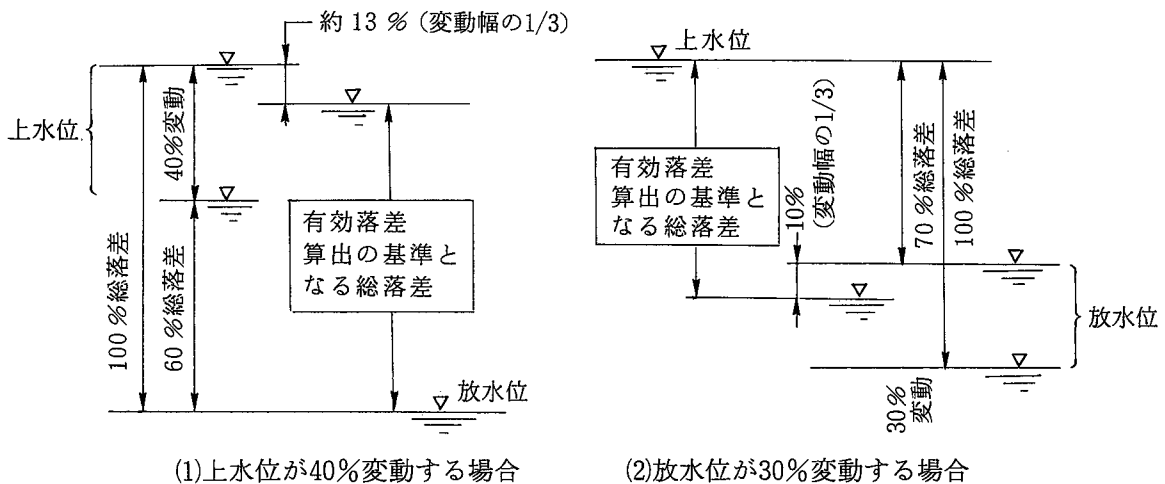 約 13 % (変動幅の1/3)
上水位
40%変動
100%総落差
60%総落差
有効落差
算出の基準と
なる総落差
放水位
(1)上水位が40%変動する場合
上水位
有効落差
算出の基準と
なる総落差
10%
(変動幅の1/3)
70%総落差
100%総落差
放水位
30%
変動
(2)放水位が30%変動する場合